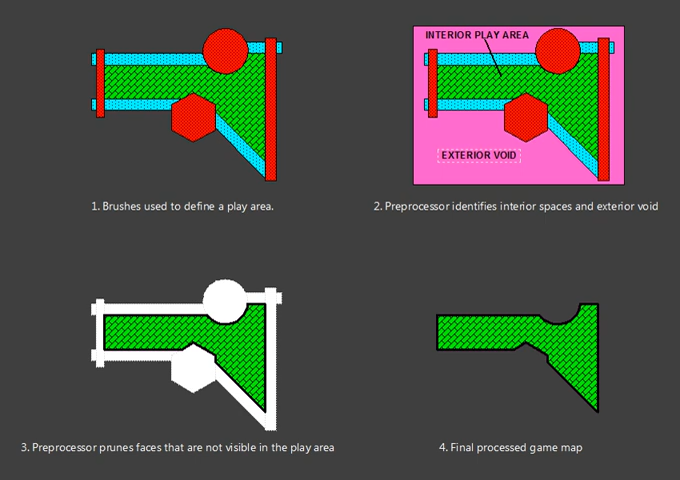 INTERIOR PLAY AREA
EXTERIOR VOID
1. Brushes used to define a play area.
2. Preprocessor identifies interior spaces and exterior void
3. Preprocessor prunes faces that are not visible in the play area
4. Final processed game map